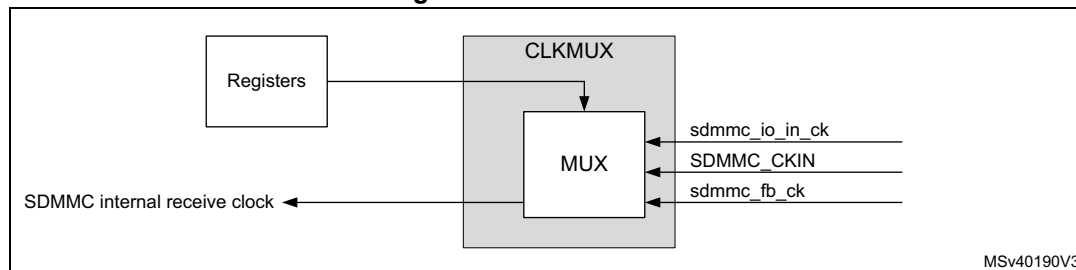 CLKMUX
Registers
sdmmc_io_in_ck
SDMMC_CKIN
MUX
sdmmc_fb_ck
SDMMC internal receive clock
MSv40190V3